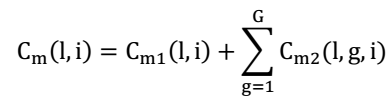 C_m(l, i) = C_m1(l, i) + ∑_{g=1}^{G} C_m2(l, g, i)